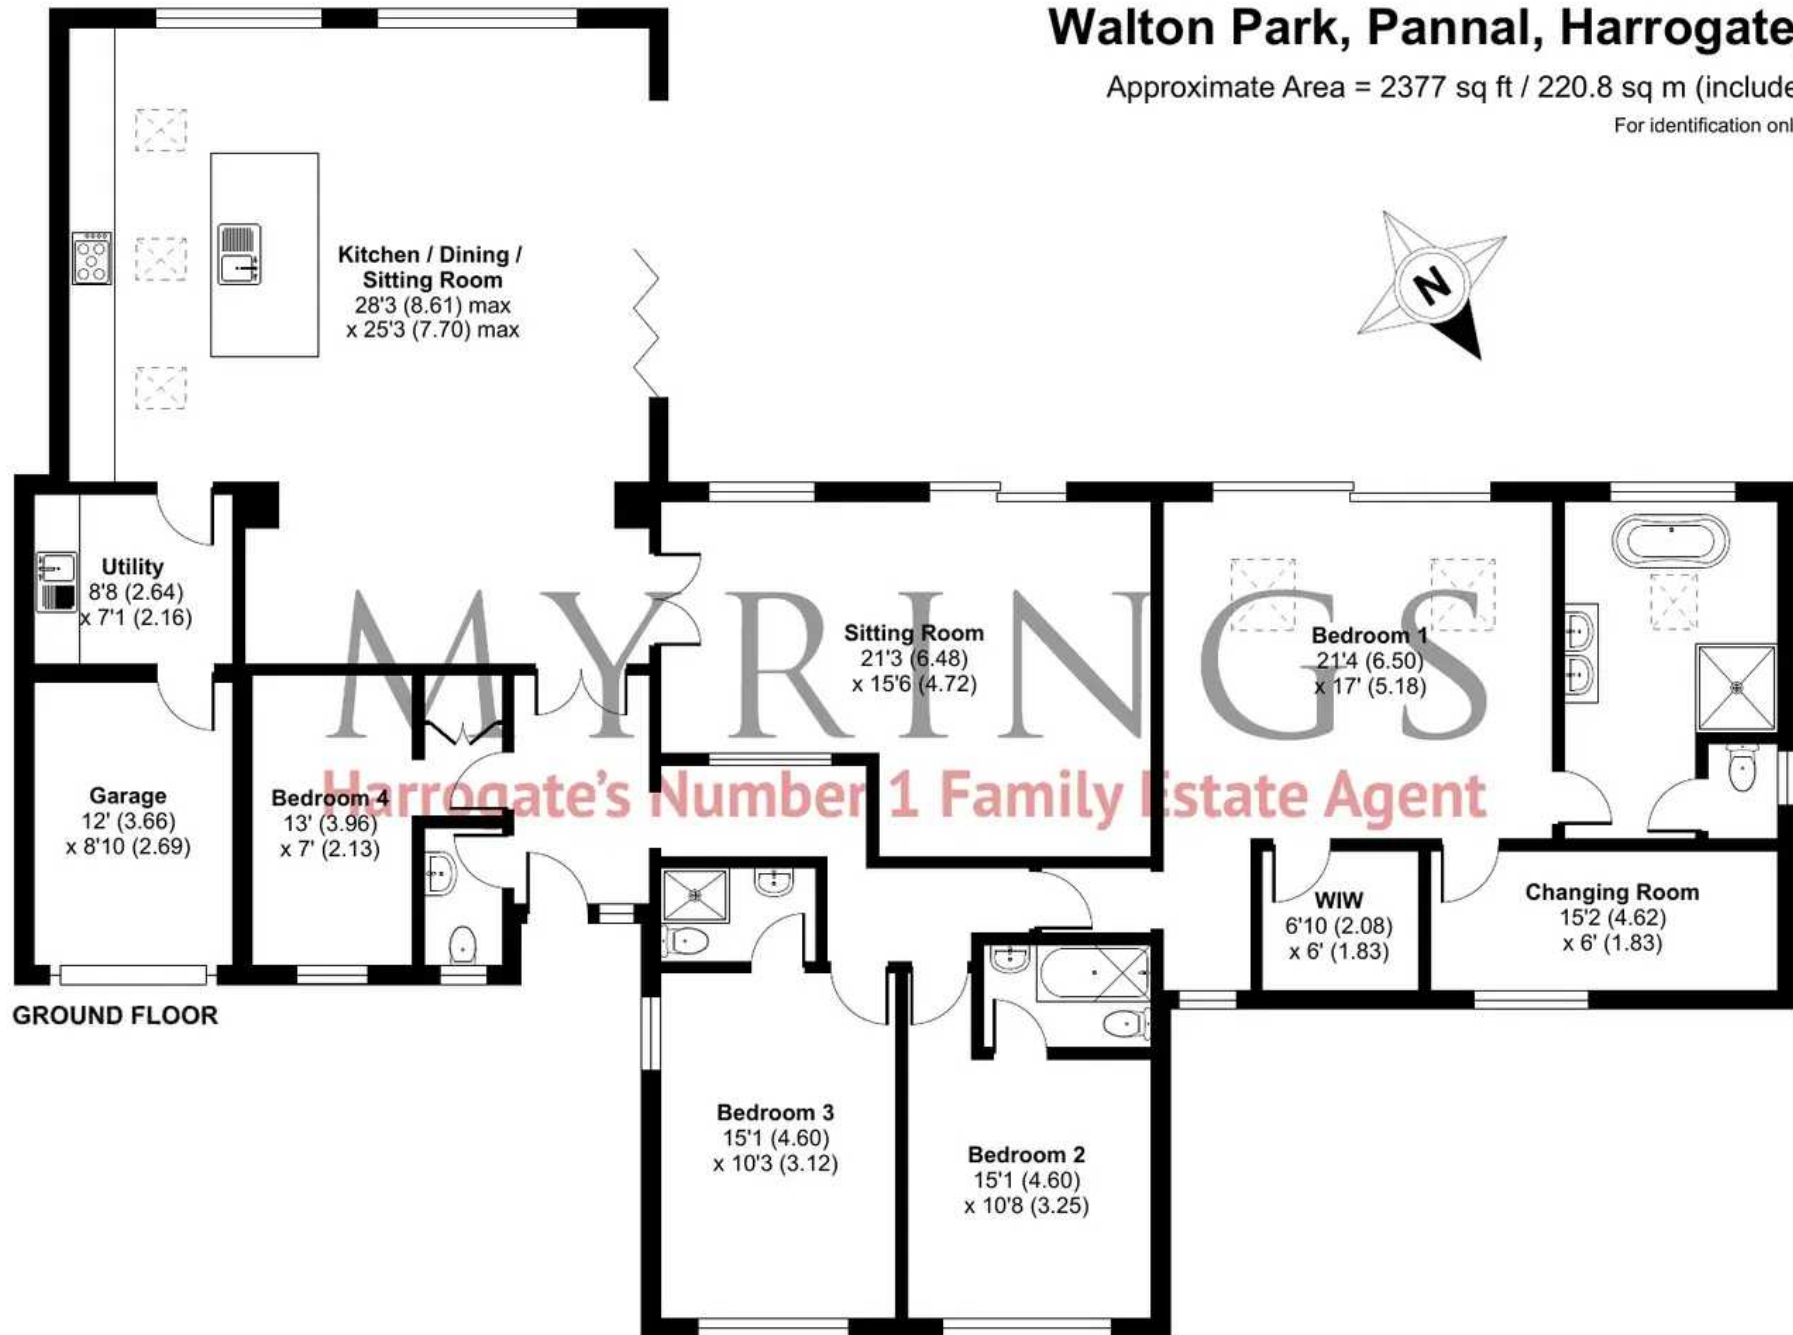 Walton Park, Pannal, Harrogate
Approximate Area = 2377 sq ft / 220.8 sq m (include
For identification onl
N
Kitchen / Dining /
Sitting Room
28'3 (8.61) max
x 25'3 (7.70) max
Utility
8'8 (2.64)
x 7'1 (2.16)
Sitting Room
21'3 (6.48)
x 15'6 (4.72)
Bedroom 1
21'4 (6.50)
x 17' (5.18)
MYRINGS
Harrogate's Number 1 Family Estate Agent
Garage
12' (3.66)
x 8'10 (2.69)
Bedroom 4
13' (3.96)
x 7' (2.13)
WIW
6'10 (2.08)
x 6' (1.83)
Changing Room
15'2 (4.62)
x 6' (1.83)
GROUND FLOOR
Bedroom 3
15'1 (4.60)
x 10'3 (3.12)
Bedroom 2
15'1 (4.60)
x 10'8 (3.25)